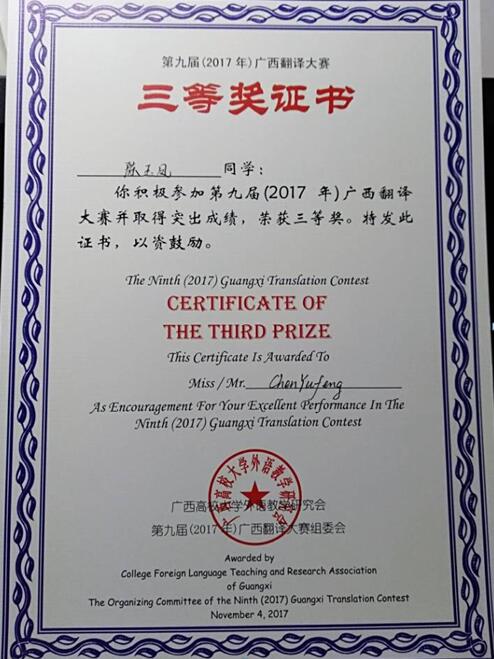 第九届(2017 年)广西翻译大赛
三等奖证书
陈玉凤 同学:
你积极参加第九届(2017 年)广西翻译
大赛并取得突出成绩，荣获三等奖。特发此
证书，以资鼓励。
The Ninth (2017) Guangxi Translation Contest
CERTIFICATE OF
THE THIRD PRIZE
This Certificate Is Awarded To
Miss / Mr. Chen Yufeng
As Encouragement For Your Excellent Performance In The
Ninth (2017) Guangxi Translation Contest
广西高校大学外语教学研究会
广西高校大学外语教学研究会
第九届(2017 年)广西翻译大赛组委会
Awarded by
College Foreign Language Teaching and Research Association
of Guangxi
The Organizing Committee of the Ninth (2017) Guangxi Translation Contest
November 4, 2017